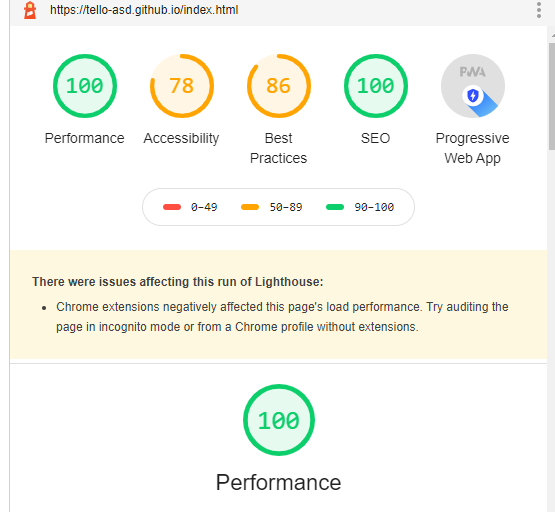 https://tello-asd.github.io/index.html
100 78 86 100 PWA
Performance Accessibility Best Practices SEO Progressive Web App
0–49 50–89 90–100
There were issues affecting this run of Lighthouse:
• Chrome extensions negatively affected this page's load performance. Try auditing the
page in incognito mode or from a Chrome profile without extensions.
100
Performance